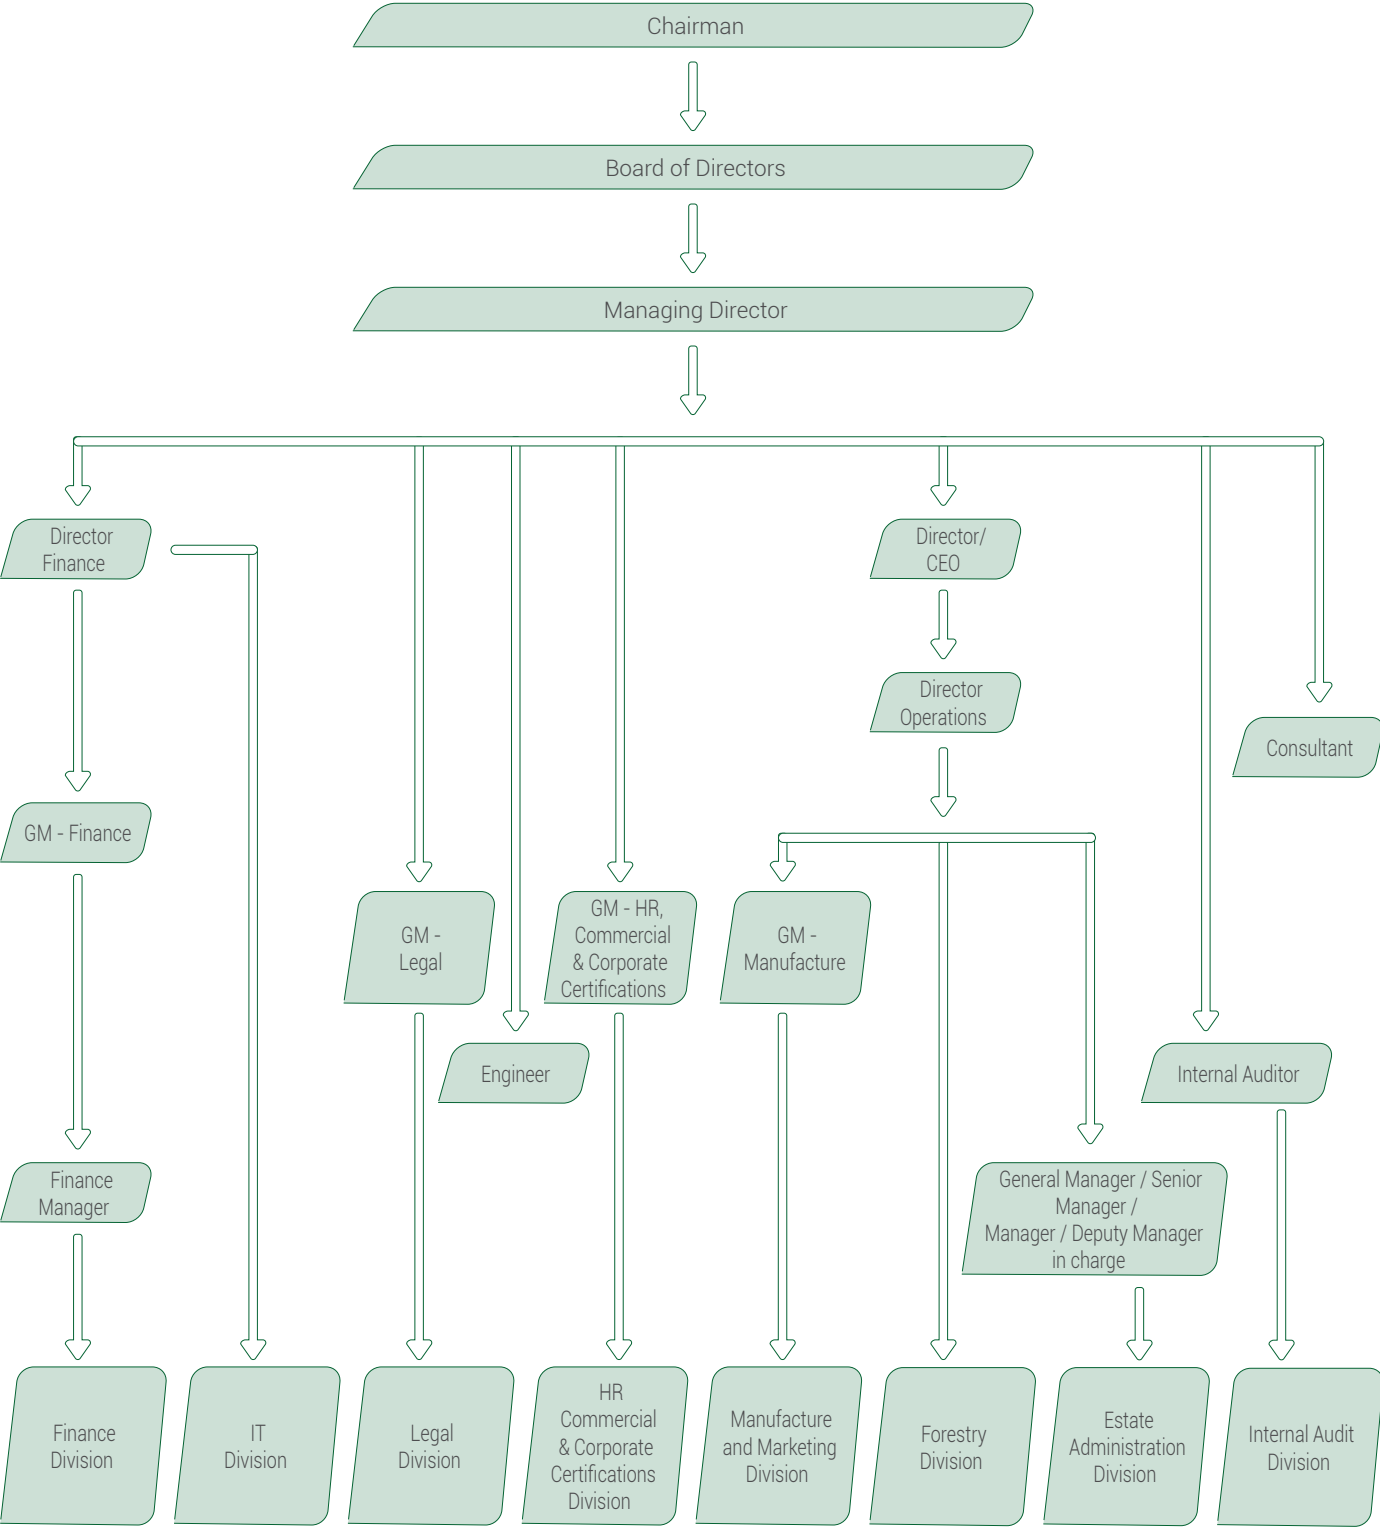 Chairman
Board of Directors
Managing Director
Director
Finance
Director/
CEO
Director
Operations
Consultant
GM - Finance
GM -
Legal
GM - HR,
Commercial
& Corporate
Certifications
GM -
Manufacture
Engineer
Internal Auditor
Finance
Manager
General Manager / Senior
Manager /
Manager / Deputy Manager
in charge
Finance
Division
IT
Division
Legal
Division
HR
Commercial
& Corporate
Certifications
Division
Manufacture
and Marketing
Division
Forestry
Division
Estate
Administration
Division
Internal Audit
Division